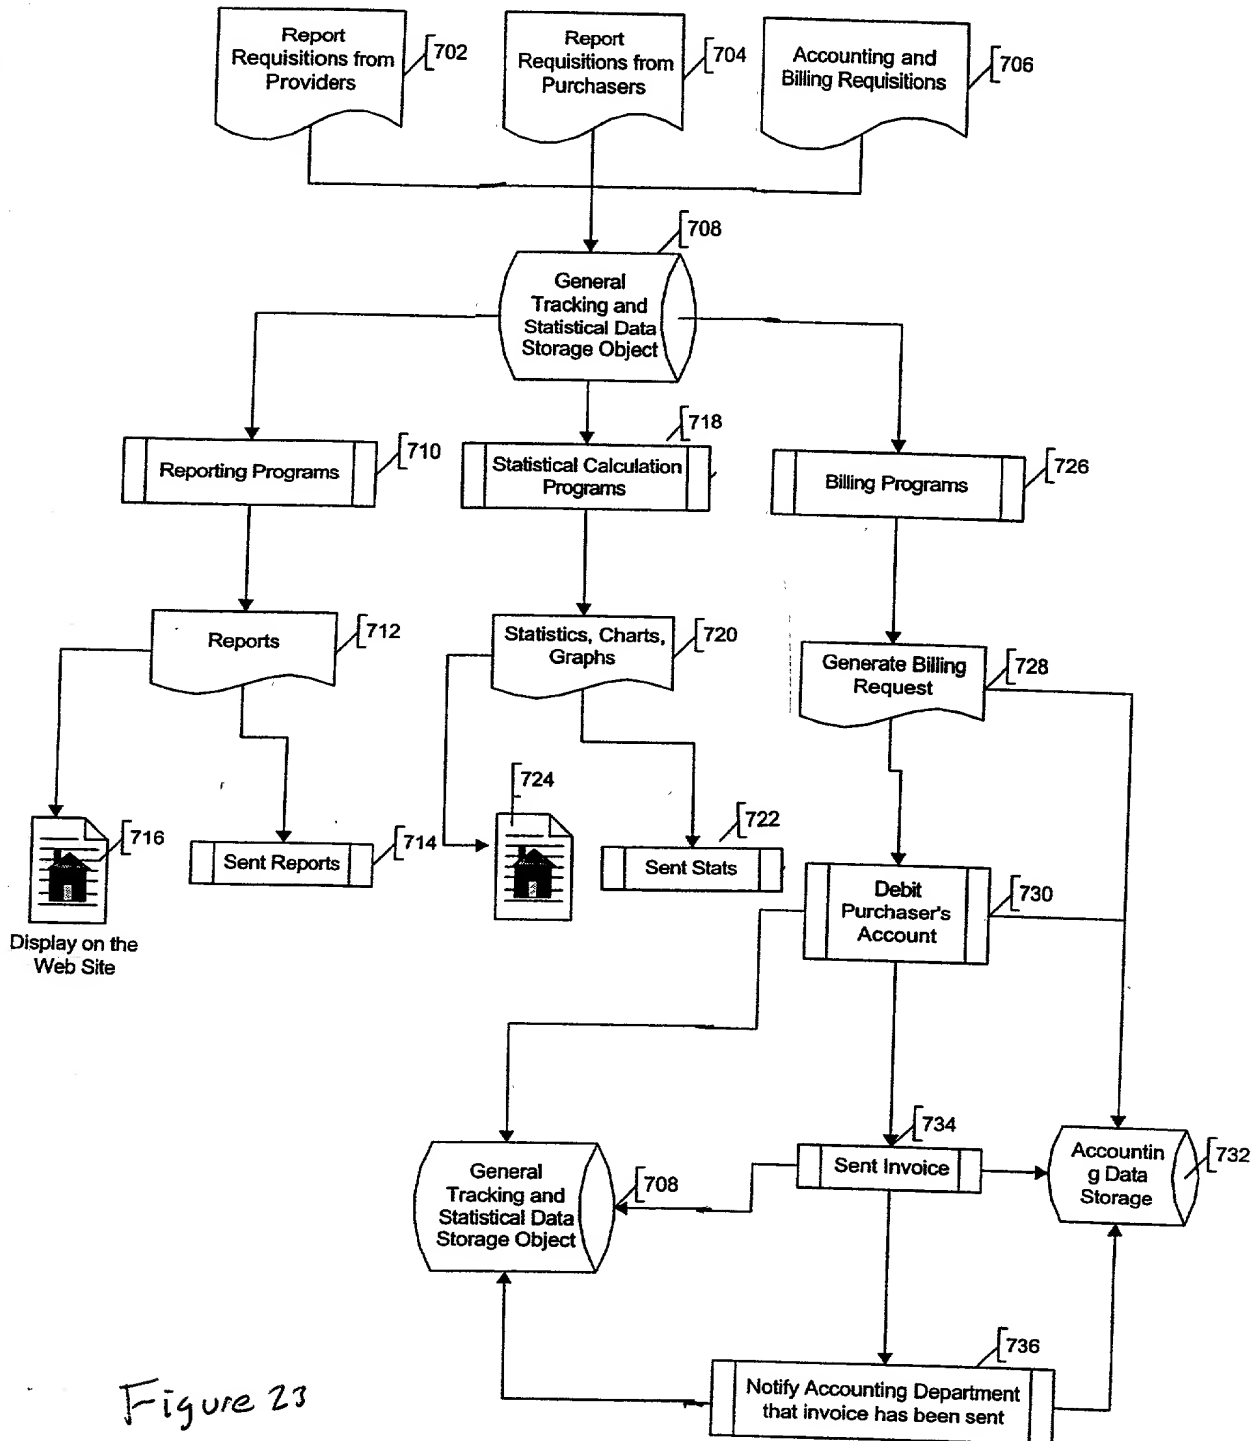 Report
Requisitions from
Providers
702
Report
Requisitions from
Purchasers
704
Accounting and
Billing Requisitions
706
708
General
Tracking and
Statistical Data
Storage Object
Reporting Programs
710
718
Statistical Calculation
Programs
Billing Programs
726
Reports
712
Statistics, Charts,
Graphs
720
Generate Billing
Request
728
716
Display on the
Web Site
Sent Reports
714
724
722
Sent Stats
Debit
Purchaser's
Account
730
General
Tracking and
Statistical Data
Storage Object
708
734
Sent Invoice
Accountin
g Data
Storage
732
736
Notify Accounting Department
that invoice has been sent
Figure 23